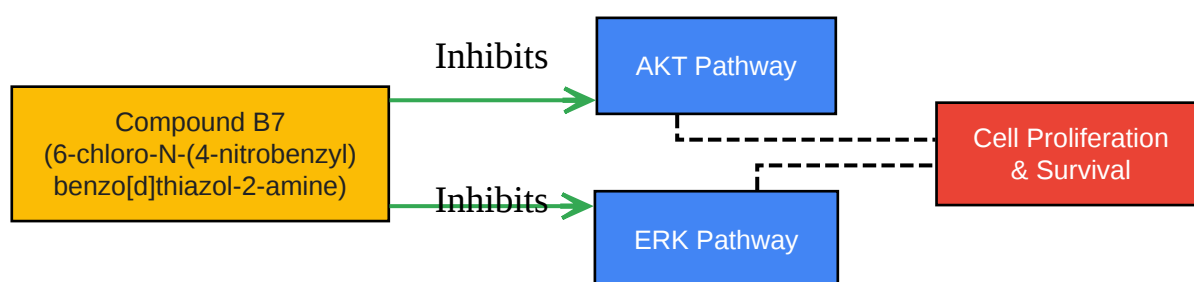 Inhibits
AKT Pathway
Compound B7
(6-chloro-N-(4-nitrobenzyl)
benzo[d]thiazol-2-amine)
Cell Proliferation
& Survival
Inhibits
ERK Pathway